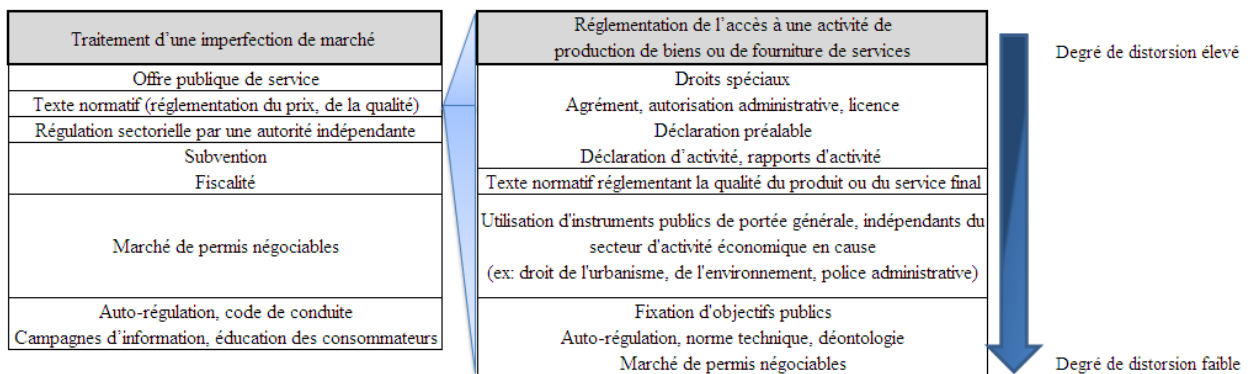 Traitement d'une imperfection de marché
Offre publique de service
Texte normatif (réglementation du prix, de la qualité)
Régulation sectorielle par une autorité indépendante
Subvention
Fiscalité
Marché de permis négociables
Auto-régulation, code de conduite
Campagnes d'information, éducation des consommateurs
Réglementation de l'accès à une activité de
production de biens ou de fourniture de services
Droits spéciaux
Agrément, autorisation administrative, licence
Déclaration préalable
Déclaration d'activité, rapports d'activité
Texte normatif réglementant la qualité du produit ou du service final
Utilisation d'instruments publics de portée générale, indépendants du
secteur d'activité économique en cause
(ex: droit de l'urbanisme, de l'environnement, police administrative)
Fixation d'objectifs publics
Auto-régulation, norme technique, déontologie
Marché de permis négociables
Degré de distorsion élevé
Degré de distorsion faible